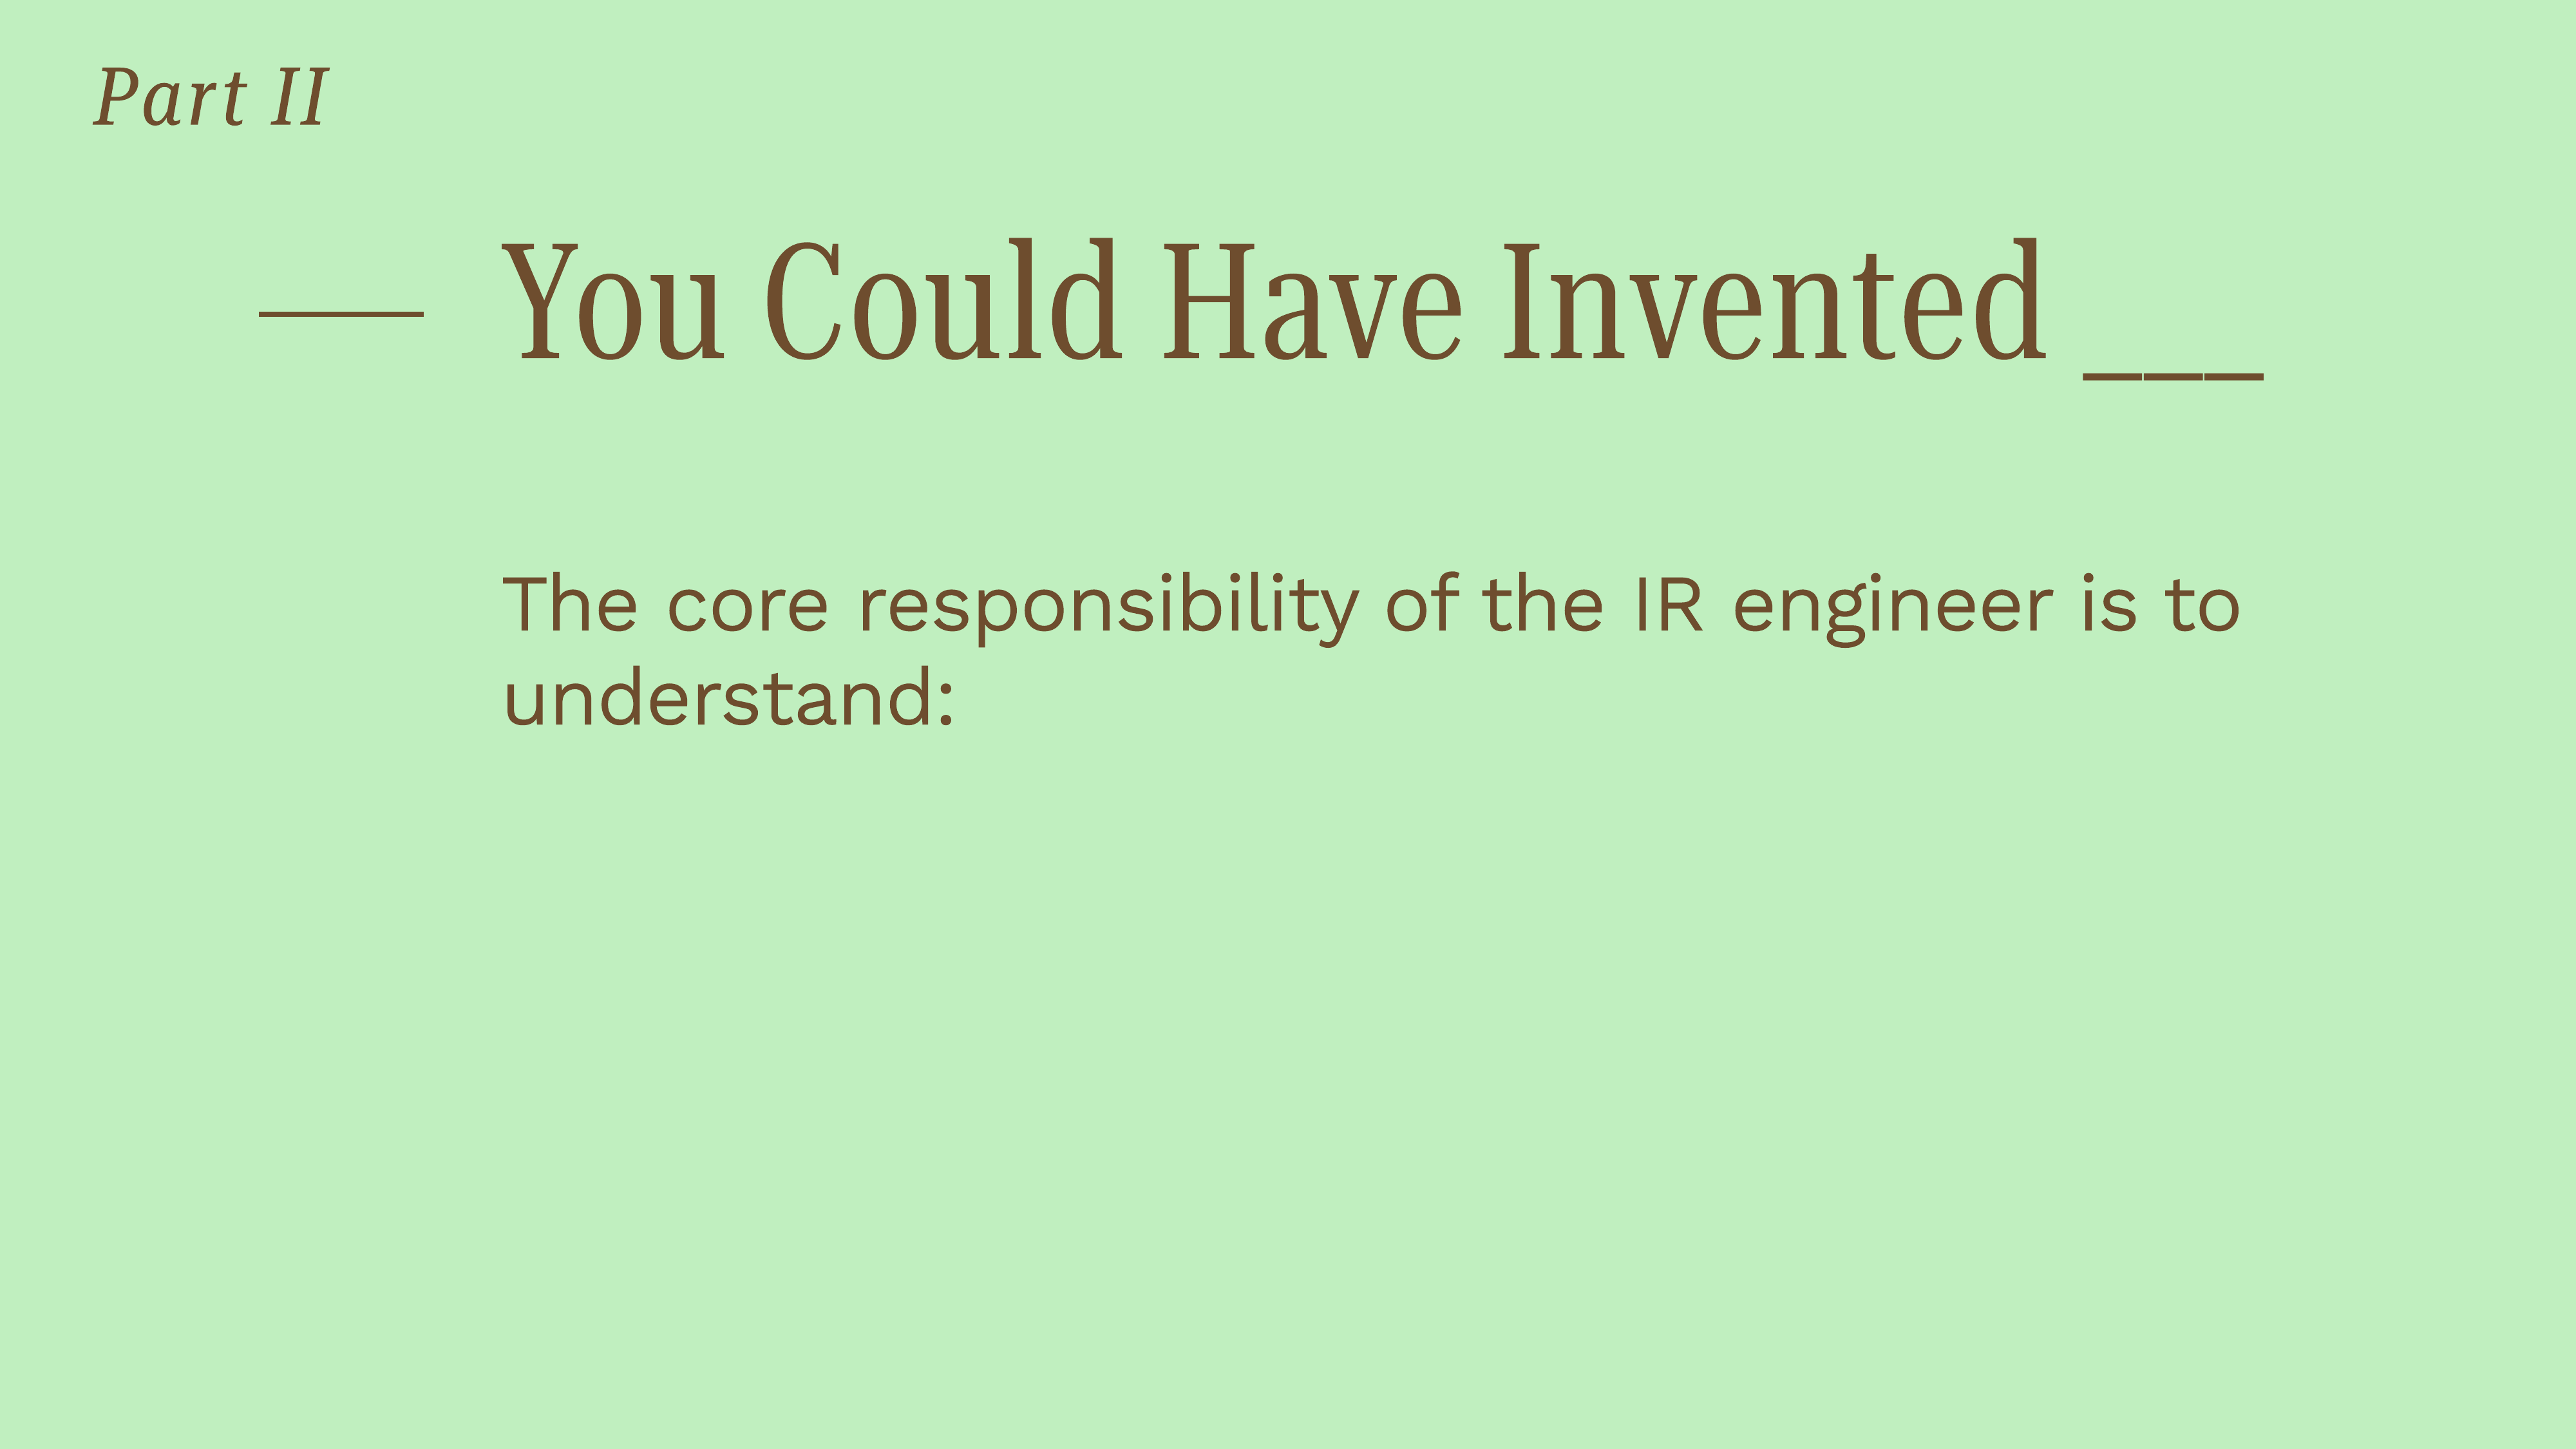 Part II
You Could Have Invented ___
The core responsibility of the IR engineer is to
understand: